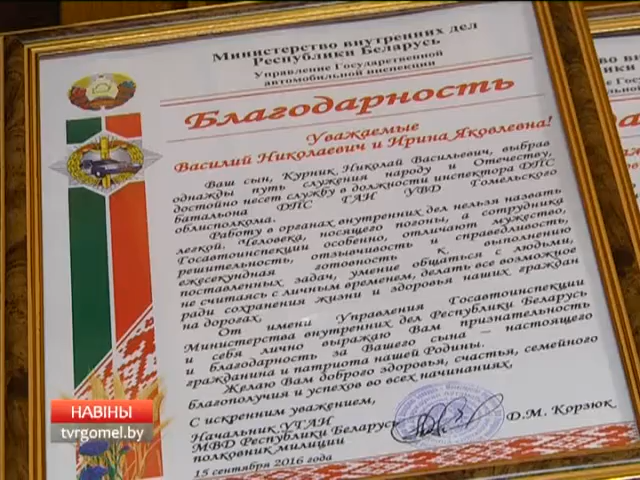 Министерство внутренних дел
Республики Беларусь
Управление Государственной
автомобильной инспекции
Благодарность
Уважаемые
Василий Николаевич и Ирина Яковлевна!
Ваш сын, Курник Николай Васильевич, выбрав
однажды путь служения народу и Отечеству,
достойно несет службу в должности инспектора ДПС
батальона ДПС ГАИ УВД Гомельского
облисполкома.
Работу в органах внутренних дел нельзя назвать
легкой. Человека, носящего погоны, а сотрудника
Госавтоинспекции особенно, отличают мужество,
решительность, отзывчивость и справедливость,
ежесекундная готовность к выполнению
поставленных задач, умение общаться с людьми,
не считаясь с личным временем, делать все возможное
ради сохранения жизни и здоровья наших граждан
на дорогах.
От имени Управления Госавтоинспекции
Министерства внутренних дел Республики Беларусь
и себя лично выражаю Вам признательность
и благодарность за Вашего сына – настоящего
гражданина и патриота нашей Родины.
Желаю Вам доброго здоровья, счастья, семейного
благополучия и успехов во всех начинаниях,
С искренним уважением,
Начальник УГАИ
МВД Республики Беларусь
полковник милиции
Д.М. Корзюк
15 сентября 2016 года
НАВІНЫ
tvrgomel.by